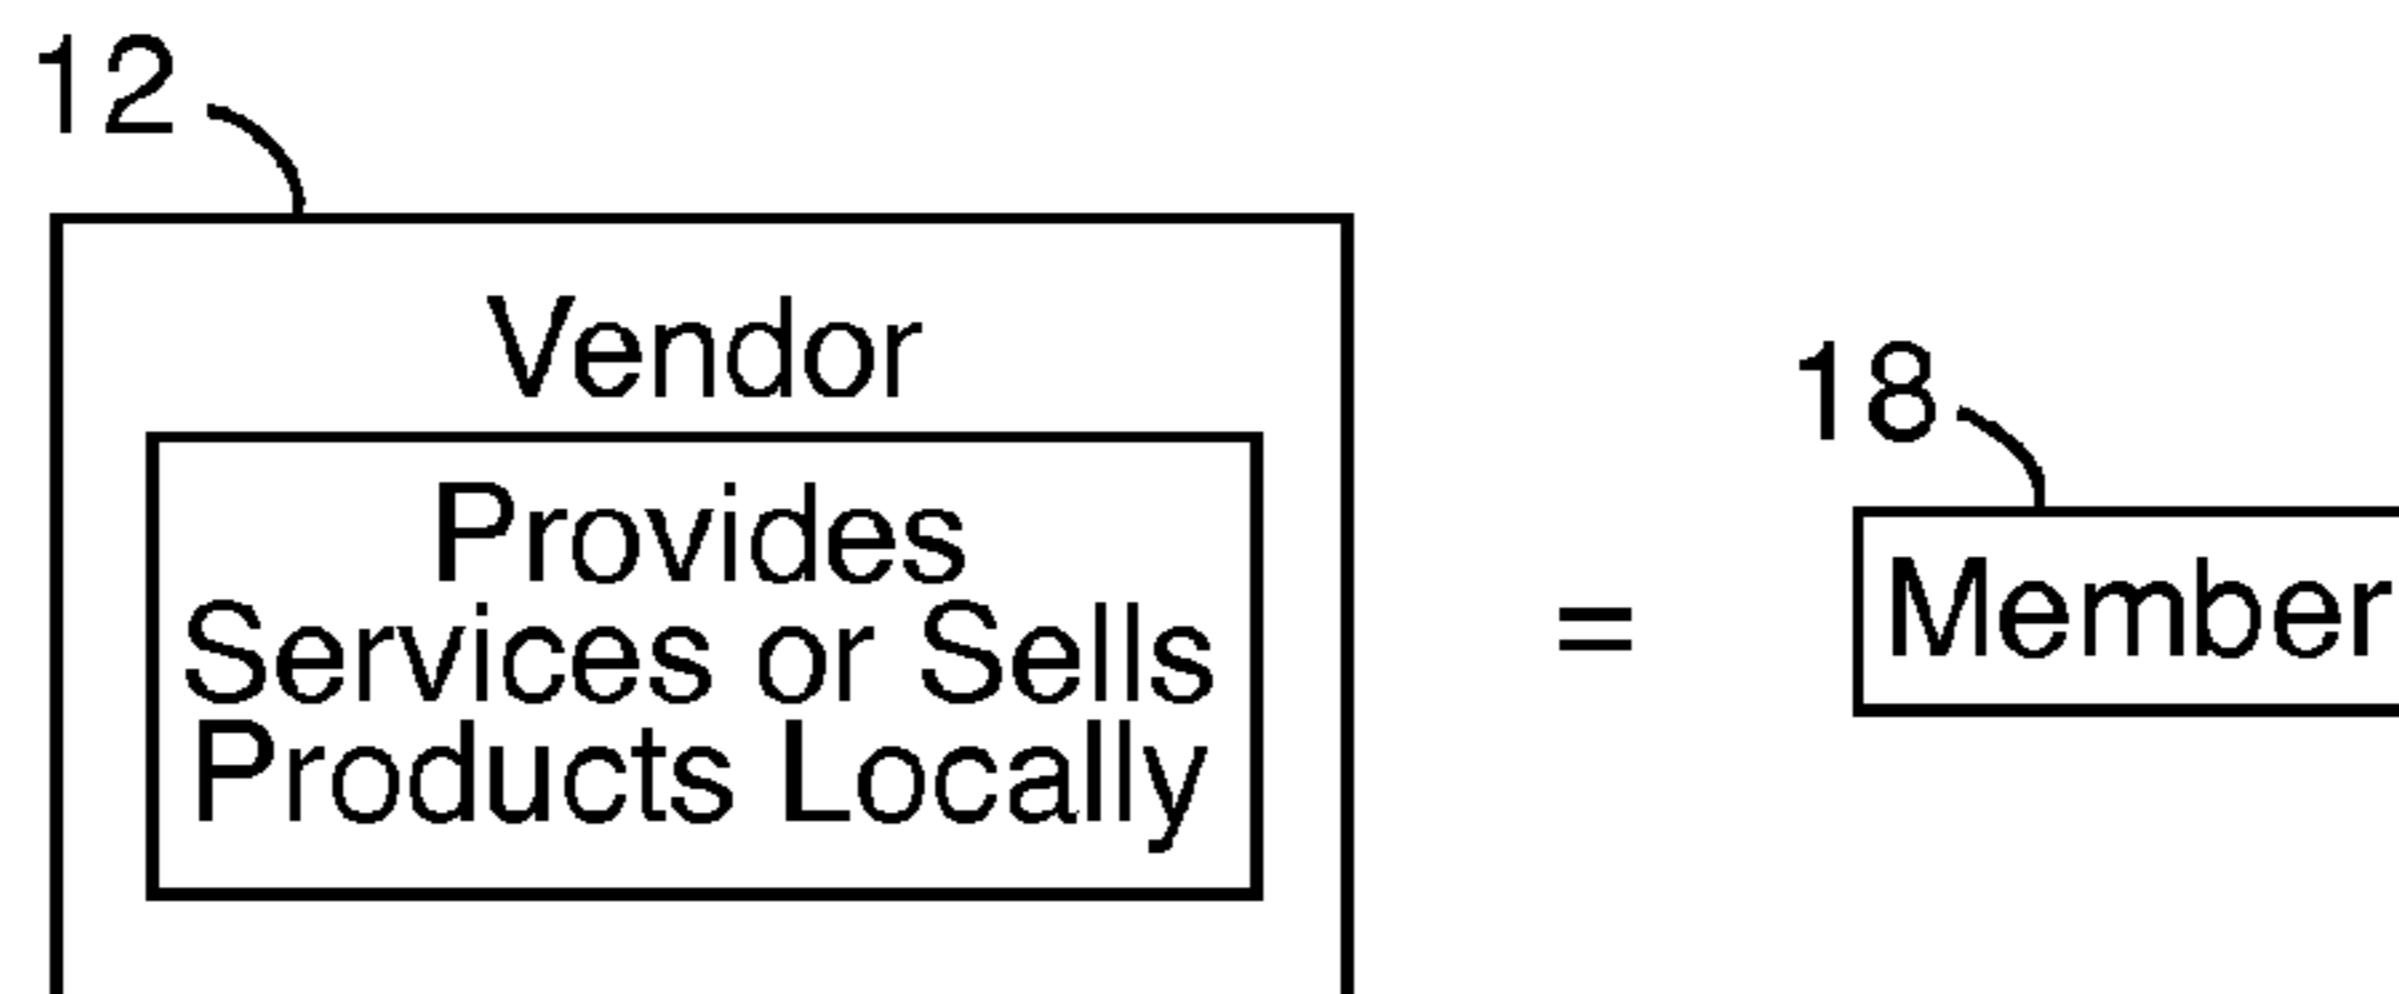 12
Vendor
Provides
Services or Sells
Products Locally
=
18
Member